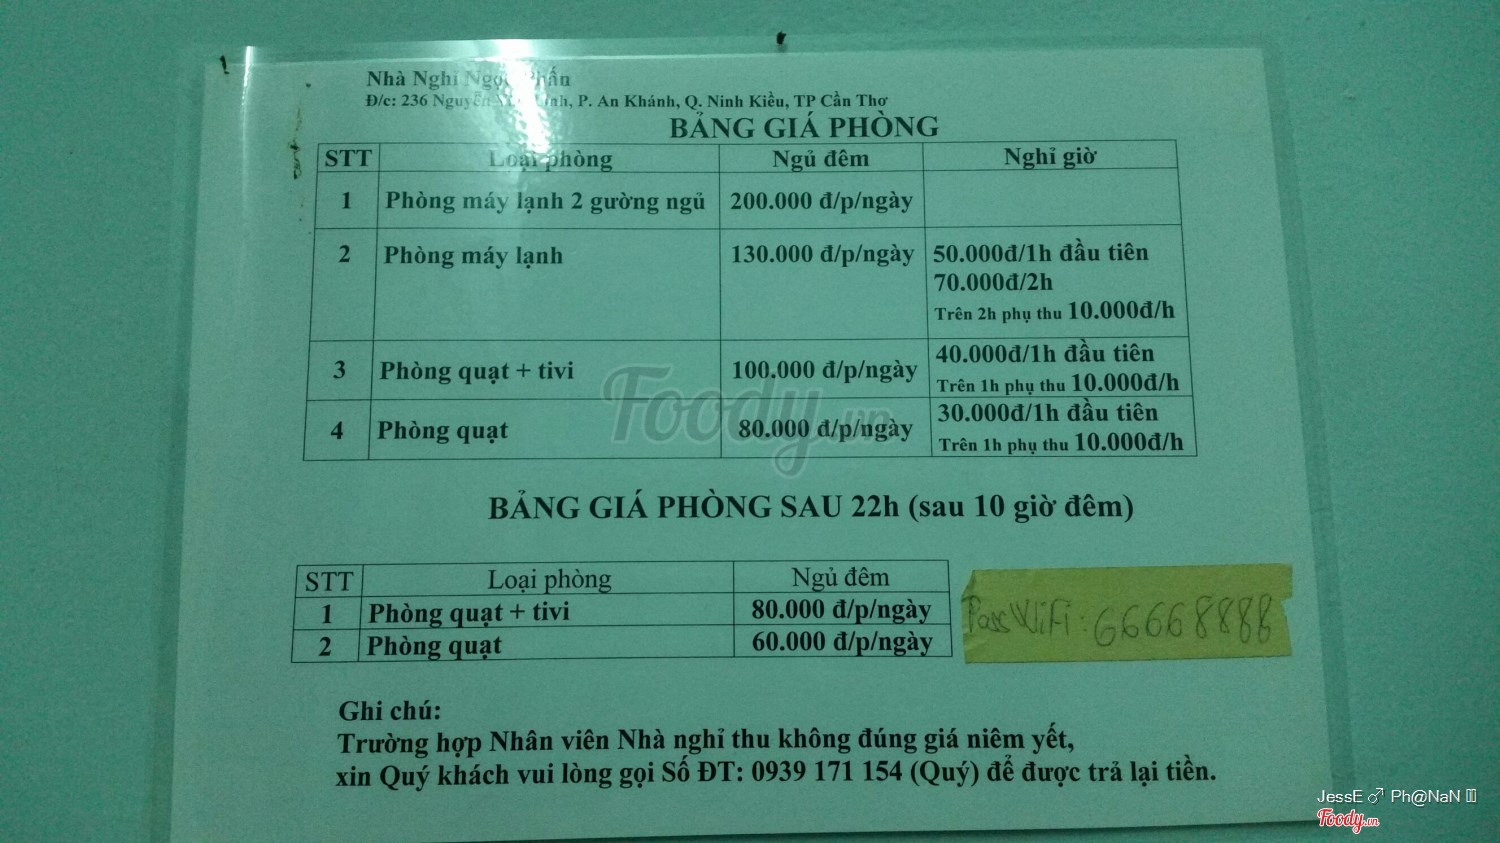 Nhà Nghỉ Ngọc Phấn
Đ/c: 236 Nguyễn Linh, P. An Khánh, Q. Ninh Kiều, TP Cần Thơ
BẢNG GIÁ PHÒNG
STT Loại phòng Ngủ đêm Nghỉ giờ
1 Phòng máy lạnh 2 gường ngủ 200.000 đ/p/ngày
2 Phòng máy lạnh 130.000 đ/p/ngày 50.000đ/1h đầu tiên
70.000đ/2h
Trên 2h phụ thu 10.000đ/h
3 Phòng quạt + tivi 100.000 đ/p/ngày 40.000đ/1h đầu tiên
Trên 1h phụ thu 10.000đ/h
4 Phòng quạt 80.000 đ/p/ngày 30.000đ/1h đầu tiên
Trên 1h phụ thu 10.000đ/h
Foody.vn
BẢNG GIÁ PHÒNG SAU 22h (sau 10 giờ đêm)
STT Loại phòng Ngủ đêm
1 Phòng quạt + tivi 80.000 đ/p/ngày
2 Phòng quạt 60.000 đ/p/ngày
Pass WiFi: 66668888
Ghi chú:
Trường hợp Nhân viên Nhà nghỉ thu không đúng giá niêm yết,
xin Quý khách vui lòng gọi Số ĐT: 0939 171 154 (Quý) để được trả lại tiền.
JessE ♂ Ph@NaN
Foody.vn